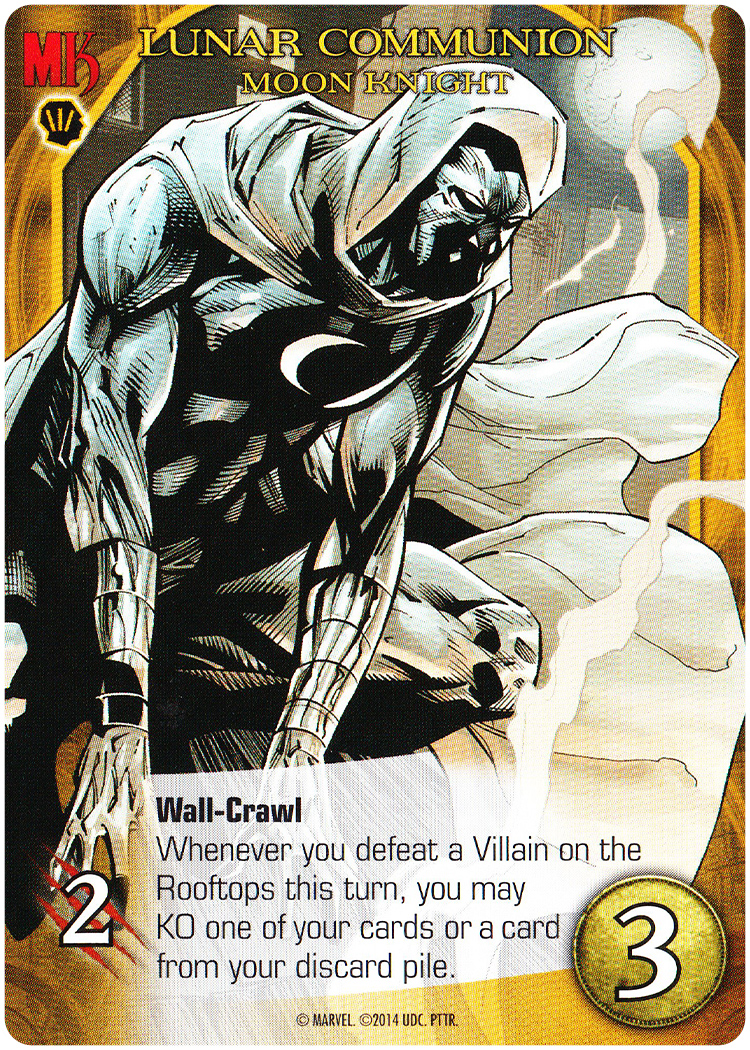 MK
LUNAR COMMUNION
MOON KNIGHT
Wall-Crawl
Whenever you defeat a Villain on the
Rooftops this turn, you may
KO one of your cards or a card
from your discard pile.
2
3
© MARVEL. ©2014 UDC. PTTR.